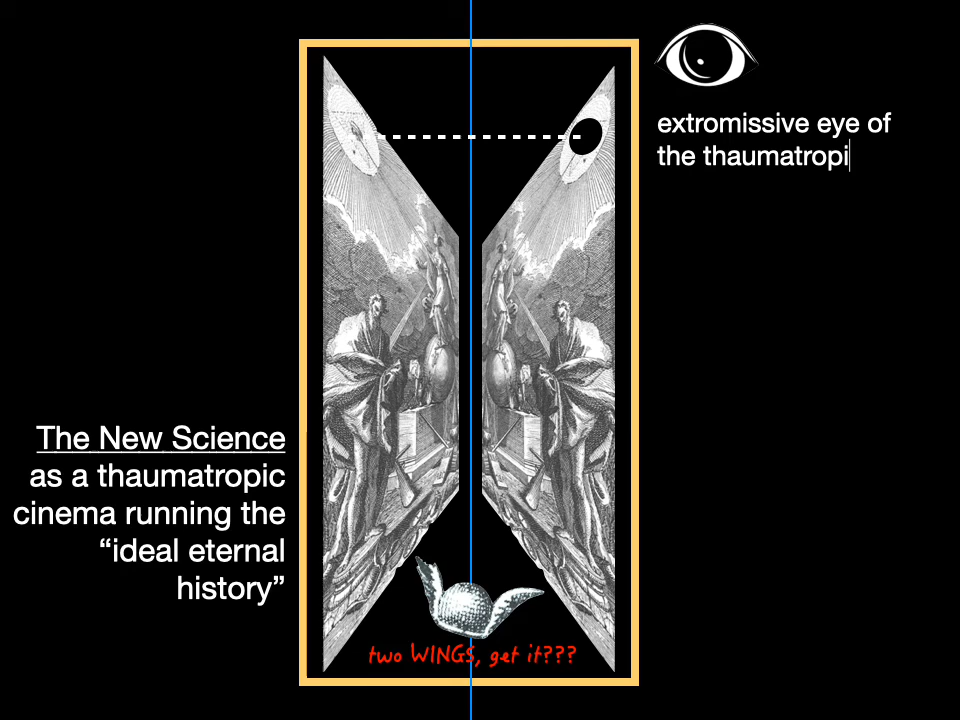 extromissive eye of
the thaumatropi
The New Science
as a thaumatropic
cinema running the
“ideal eternal
history”
two WINGS, get it???